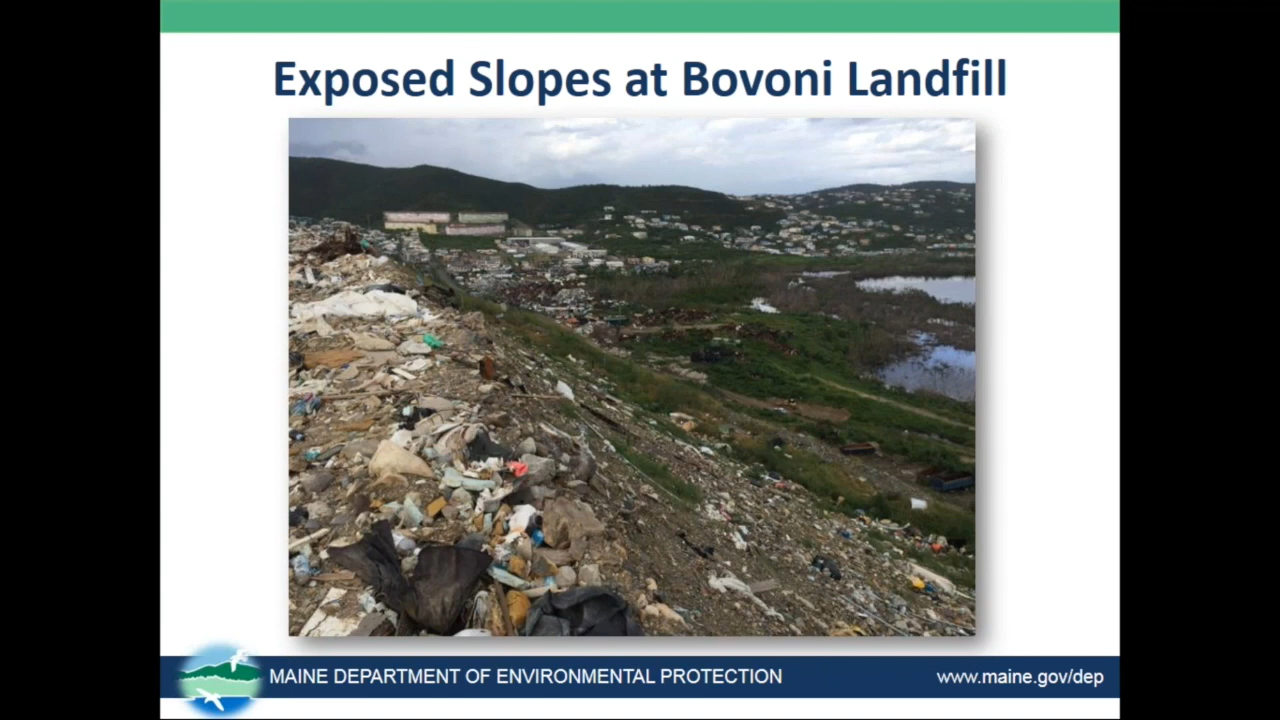 Exposed Slopes at Bovoni Landfill
MAINE DEPARTMENT OF ENVIRONMENTAL PROTECTION
www.maine.gov/dep